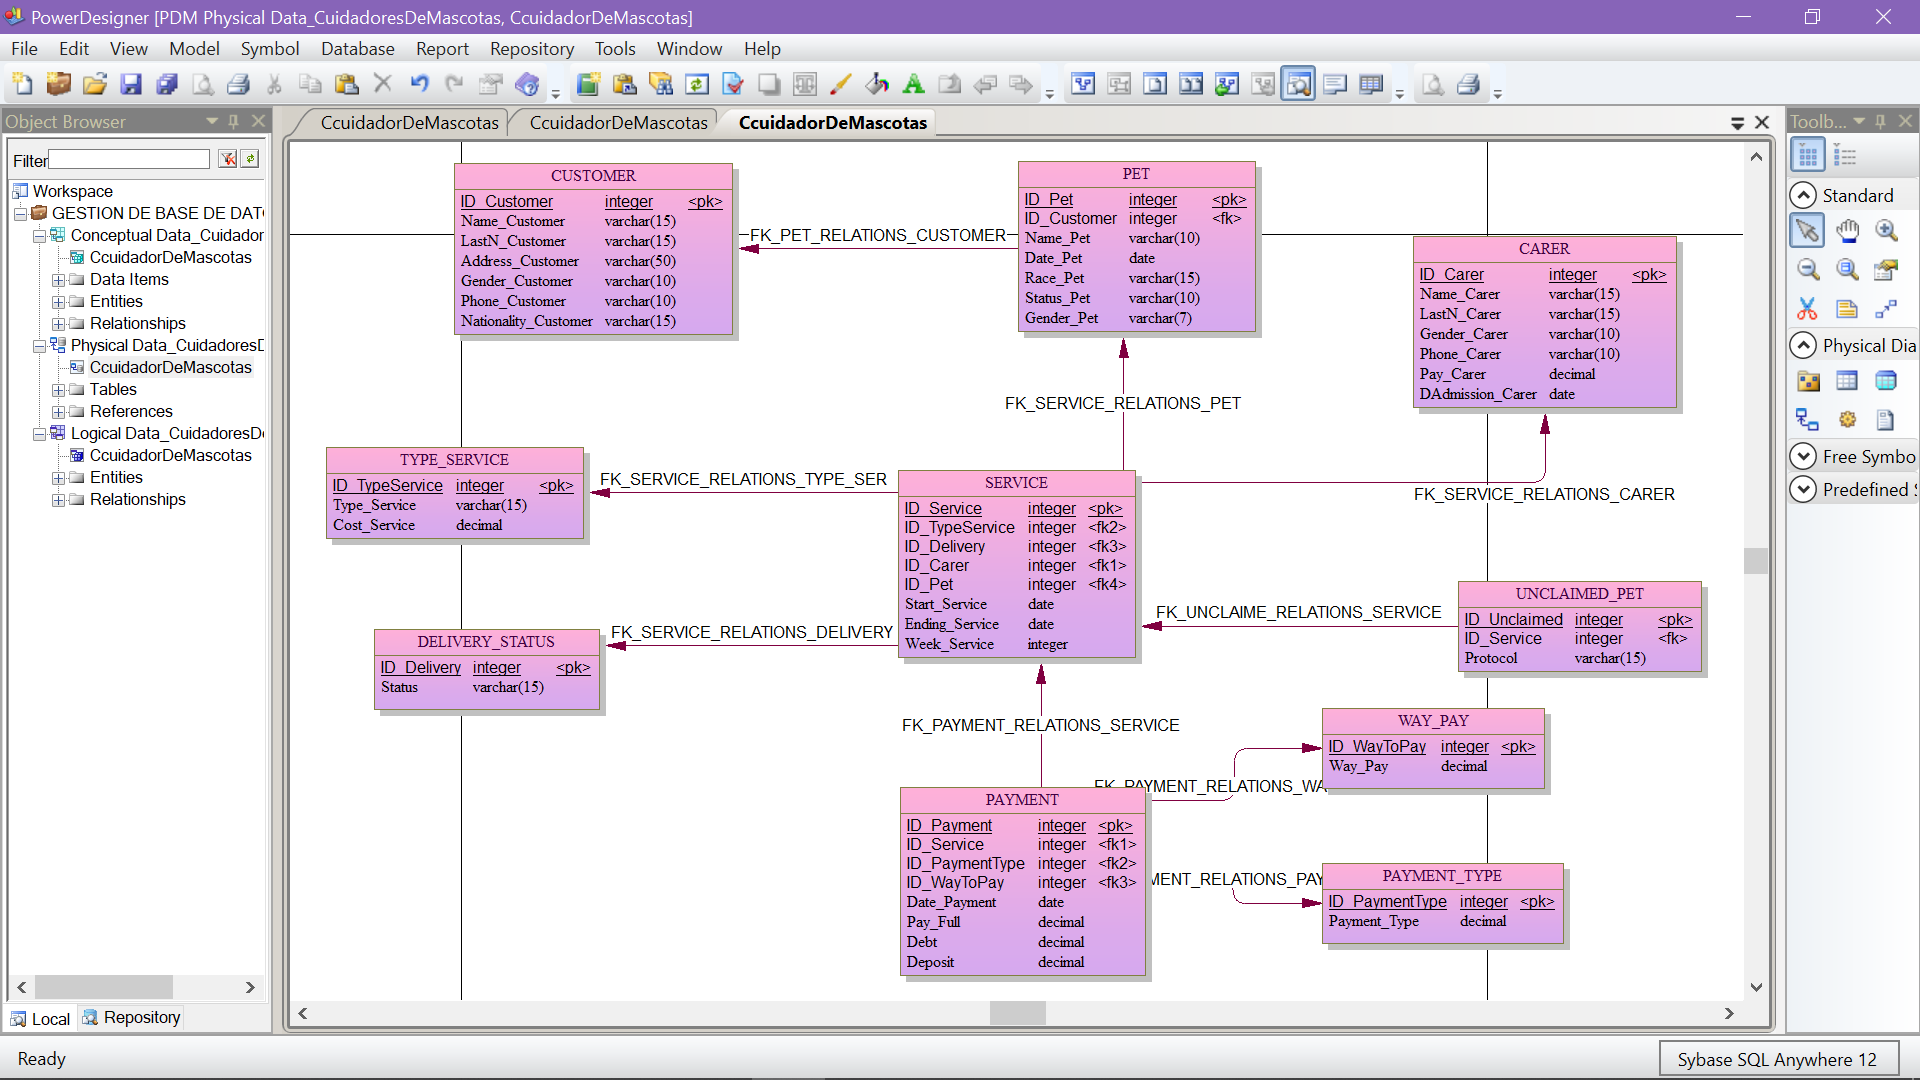 PowerDesigner [PDM Physical Data_CuidadoresDeMascotas, CcuidadorDeMascotas]
File Edit View Model Symbol Database Report Repository Tools Window Help
Object Browser
Filter
Workspace
GESTION DE BASE DE DAT
Conceptual Data_Cuidador
CcuidadorDeMascotas
Data Items
Entities
Relationships
Physical Data_CuidadoresD
CcuidadorDeMascotas
Tables
References
Logical Data_CuidadoresD
CcuidadorDeMascotas
Entities
Relationships
Local Repository
CcuidadorDeMascotas CcuidadorDeMascotas CcuidadorDeMascotas
CUSTOMER
ID_Customer integer <pk>
Name_Customer varchar(15)
LastN_Customer varchar(15)
Address_Customer varchar(50)
Gender_Customer varchar(10)
Phone_Customer varchar(10)
Nationality_Customer varchar(15)
FK_PET_RELATIONS_CUSTOMER
PET
ID_Pet integer <pk>
ID_Customer integer <fk>
Name_Pet varchar(10)
Date_Pet date
Race_Pet varchar(15)
Status_Pet varchar(10)
Gender_Pet varchar(7)
CARER
ID_Carer integer <pk>
Name_Carer varchar(15)
LastN_Carer varchar(15)
Gender_Carer varchar(10)
Phone_Carer varchar(10)
Pay_Carer decimal
DAdmission_Carer date
FK_SERVICE_RELATIONS_PET
TYPE_SERVICE
ID_TypeService integer <pk>
Type_Service varchar(15)
Cost_Service decimal
FK_SERVICE_RELATIONS_TYPE_SER
SERVICE
ID_Service integer <pk>
ID_TypeService integer <fk2>
ID_Delivery integer <fk3>
ID_Carer integer <fk1>
ID_Pet integer <fk4>
Start_Service date
Ending_Service date
Week_Service integer
FK_SERVICE_RELATIONS_CARER
DELIVERY_STATUS
ID_Delivery integer <pk>
Status varchar(15)
FK_SERVICE_RELATIONS_DELIVERY
FK_UNCLAIME_RELATIONS_SERVICE
UNCLAIMED_PET
ID_Unclaimed integer <pk>
ID_Service integer <fk>
Protocol varchar(15)
FK_PAYMENT_RELATIONS_SERVICE
WAY_PAY
ID_WayToPay integer <pk>
Way_Pay decimal
FK_PAYMENT_RELATIONS_WA
PAYMENT
ID_Payment integer <pk>
ID_Service integer <fk1>
ID_PaymentType integer <fk2>
ID_WayToPay integer <fk3>
Date_Payment date
Pay_Full decimal
Debt decimal
Deposit decimal
MENT_RELATIONS_PAY
PAYMENT_TYPE
ID_PaymentType integer <pk>
Payment_Type decimal
Toolb...
Standard
Physical Dia
Free Symbo
Predefined
Ready
Sybase SQL Anywhere 12